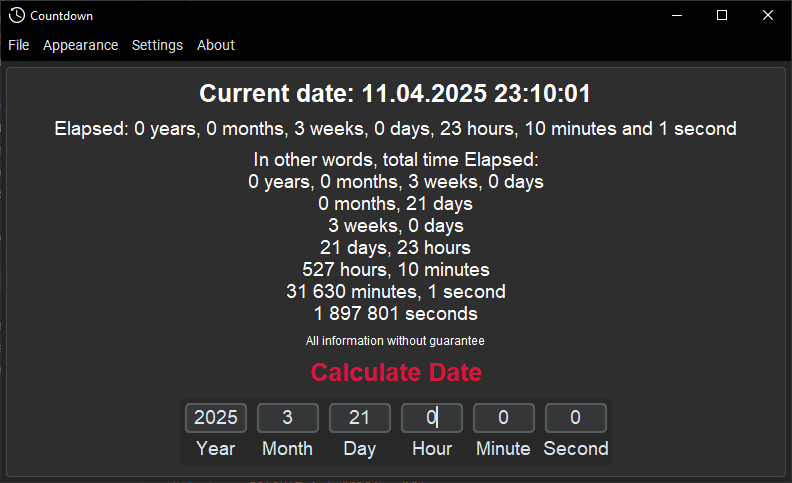 Countdown
File Appearance Settings About
Current date: 11.04.2025 23:10:01
Elapsed: 0 years, 0 months, 3 weeks, 0 days, 23 hours, 10 minutes and 1 second
In other words, total time Elapsed:
0 years, 0 months, 3 weeks, 0 days
0 months, 21 days
3 weeks, 0 days
21 days, 23 hours
527 hours, 10 minutes
31 630 minutes, 1 second
1 897 801 seconds
All information without guarantee
Calculate Date
2025 3 21 0 0 0
Year Month Day Hour Minute Second